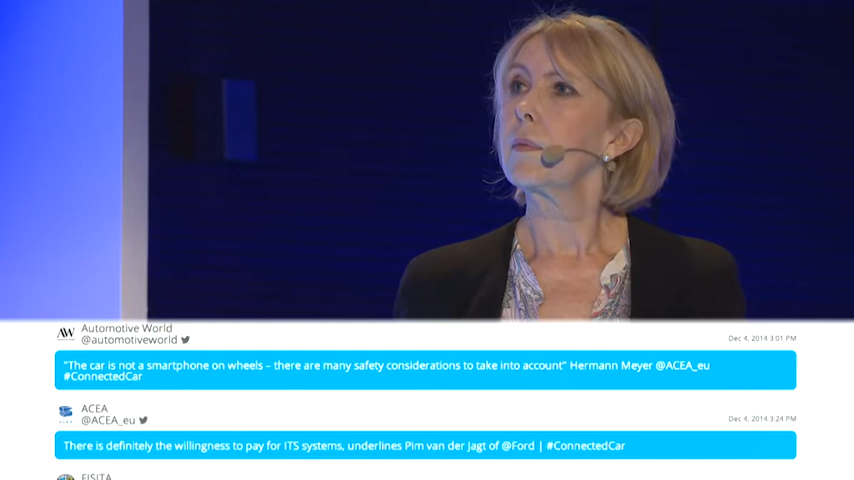 AW
Automotive World
@automotiveworld
Dec 4, 2014 3:01 PM
"The car is not a smartphone on wheels – there are many safety considerations to take into account" Hermann Meyer @ACEA_eu
#ConnectedCar
ACEA
@ACEA_eu
Dec 4, 2014 3:24 PM
There is definitely the willingness to pay for ITS systems, underlines Pim van der Jagt of @Ford | #ConnectedCar
FISITA